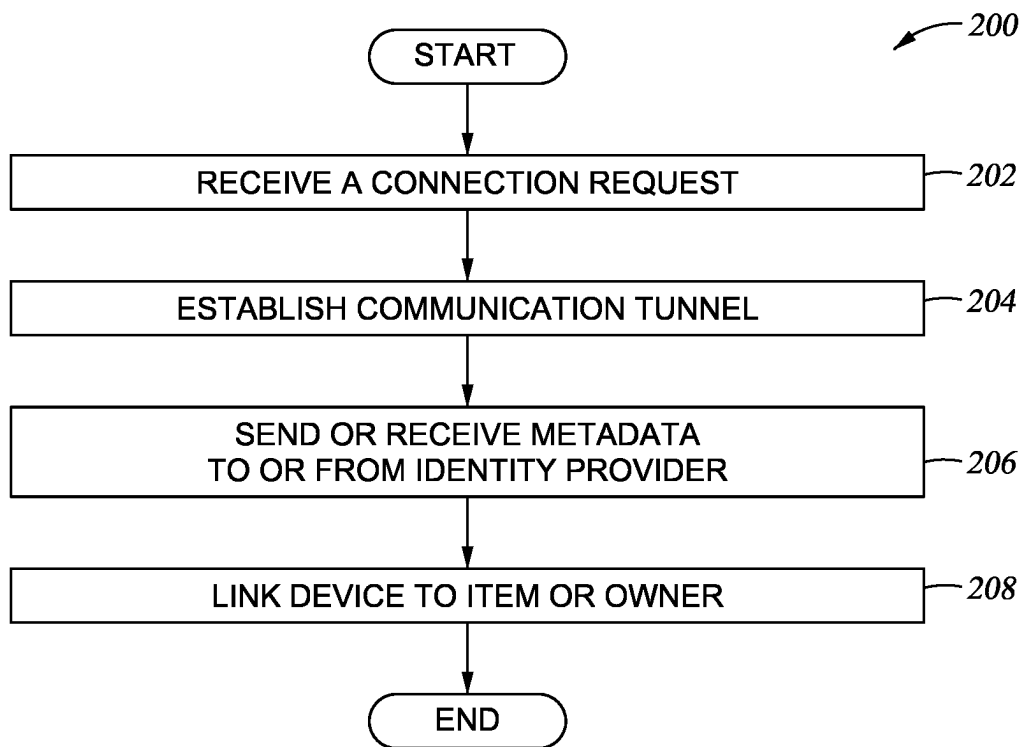 200
START
RECEIVE A CONNECTION REQUEST
202
ESTABLISH COMMUNICATION TUNNEL
204
SEND OR RECEIVE METADATA
TO OR FROM IDENTITY PROVIDER
206
LINK DEVICE TO ITEM OR OWNER
208
END